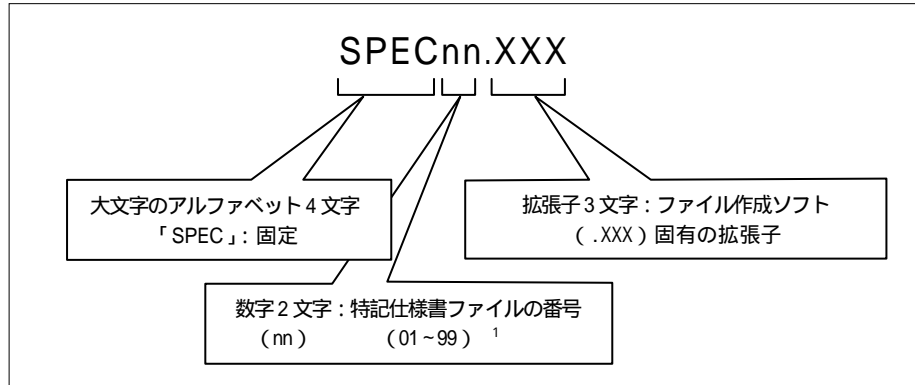 SPECnn.XXX
大文字のアルファベット4文字
「SPEC」：固定
拡張子3文字：ファイル作成ソフト
(.XXX)固有の拡張子
数字2文字：特記仕様書ファイルの番号
(nn) (01~99) 1